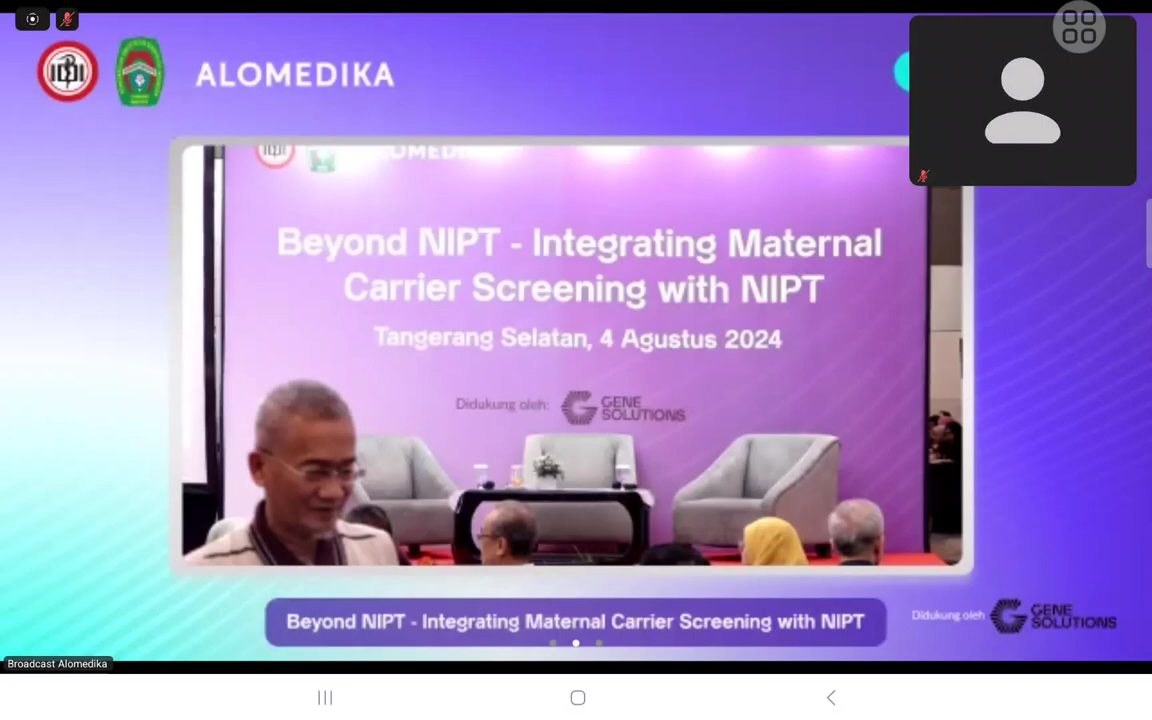 IDI
ALOMEDIKA
Beyond NIPT - Integrating Maternal
Carrier Screening with NIPT
Tangerang Selatan, 4 Agustus 2024
Didukung oleh:
GENE
SOLUTIONS
Beyond NIPT - Integrating Maternal Carrier Screening with NIPT
Didukung oleh
GENE
SOLUTIONS
Broadcast Alomedika